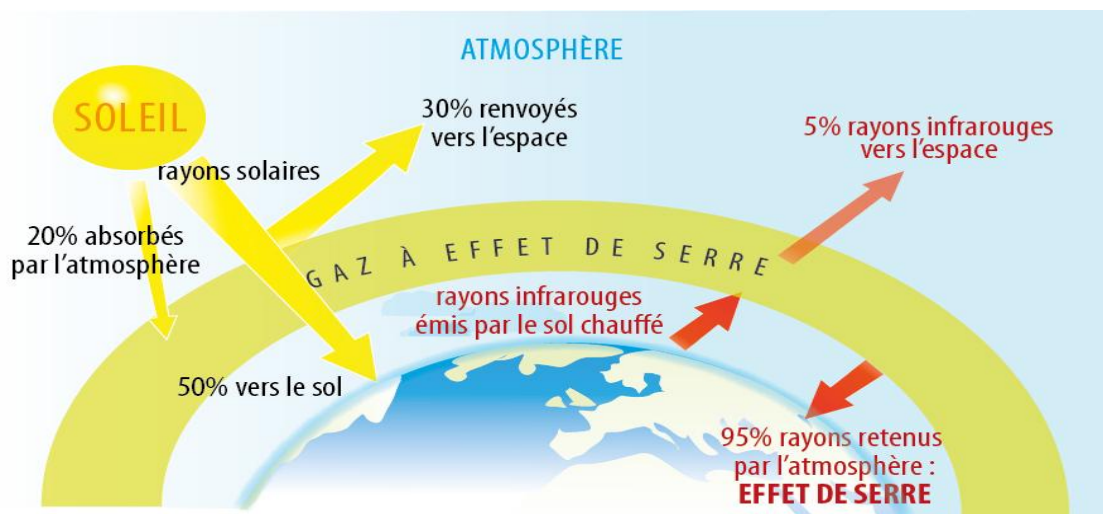 ATMOSPHÈRE
SOLEIL
rayons solaires
30% renvoyés
vers l'espace
5% rayons infrarouges
vers l'espace
20% absorbés
par l'atmosphère
GAZ À EFFET DE SERRE
rayons infrarouges
émis par le sol chauffé
50% vers le sol
95% rayons retenus
par l'atmosphère :
EFFET DE SERRE